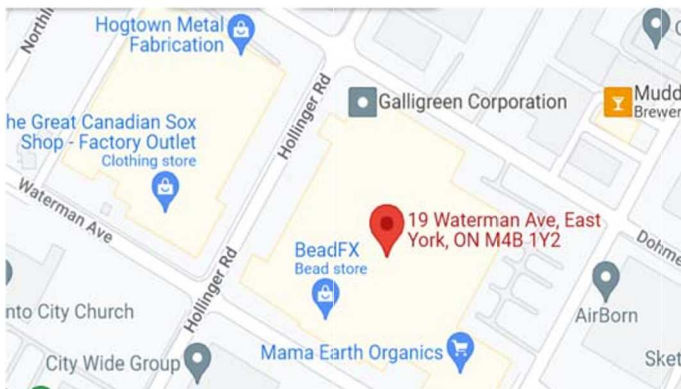 Hogtown Metal
Fabrication
Hollinger Rd
Galligreen Corporation
Mudd
Brewer
he Great Canadian Sox
Shop - Factory Outlet
Clothing store
Waterman Ave
19 Waterman Ave, East
York, ON M4B 1Y2
BeadFX
Bead store
Hollinger Rd
Dohme
nto City Church
AirBorn
City Wide Group
Mama Earth Organics
Sket